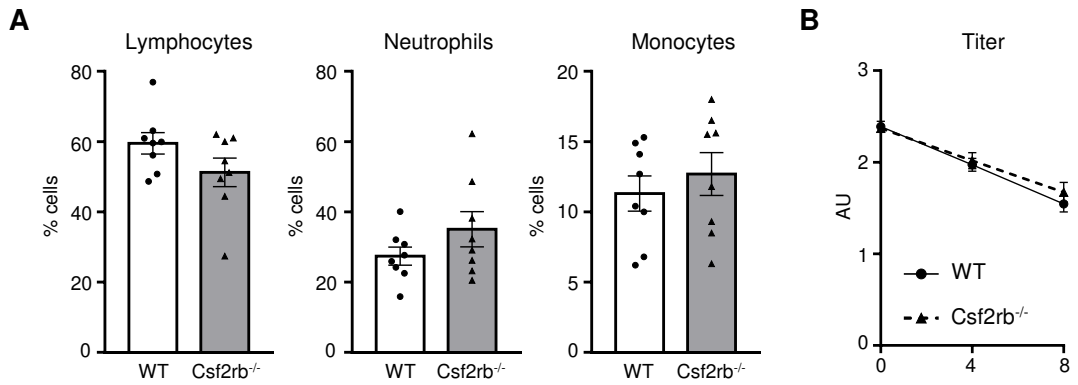 A
B
Lymphocytes
Neutrophils
Monocytes
Titer
% cells
80
60
40
20
0
WT
Csf2rb-/-
% cells
80
60
40
20
0
WT
Csf2rb-/-
% cells
20
15
10
5
0
WT
Csf2rb-/-
AU
3
2
1
0
0
4
8
WT
Csf2rb-/-